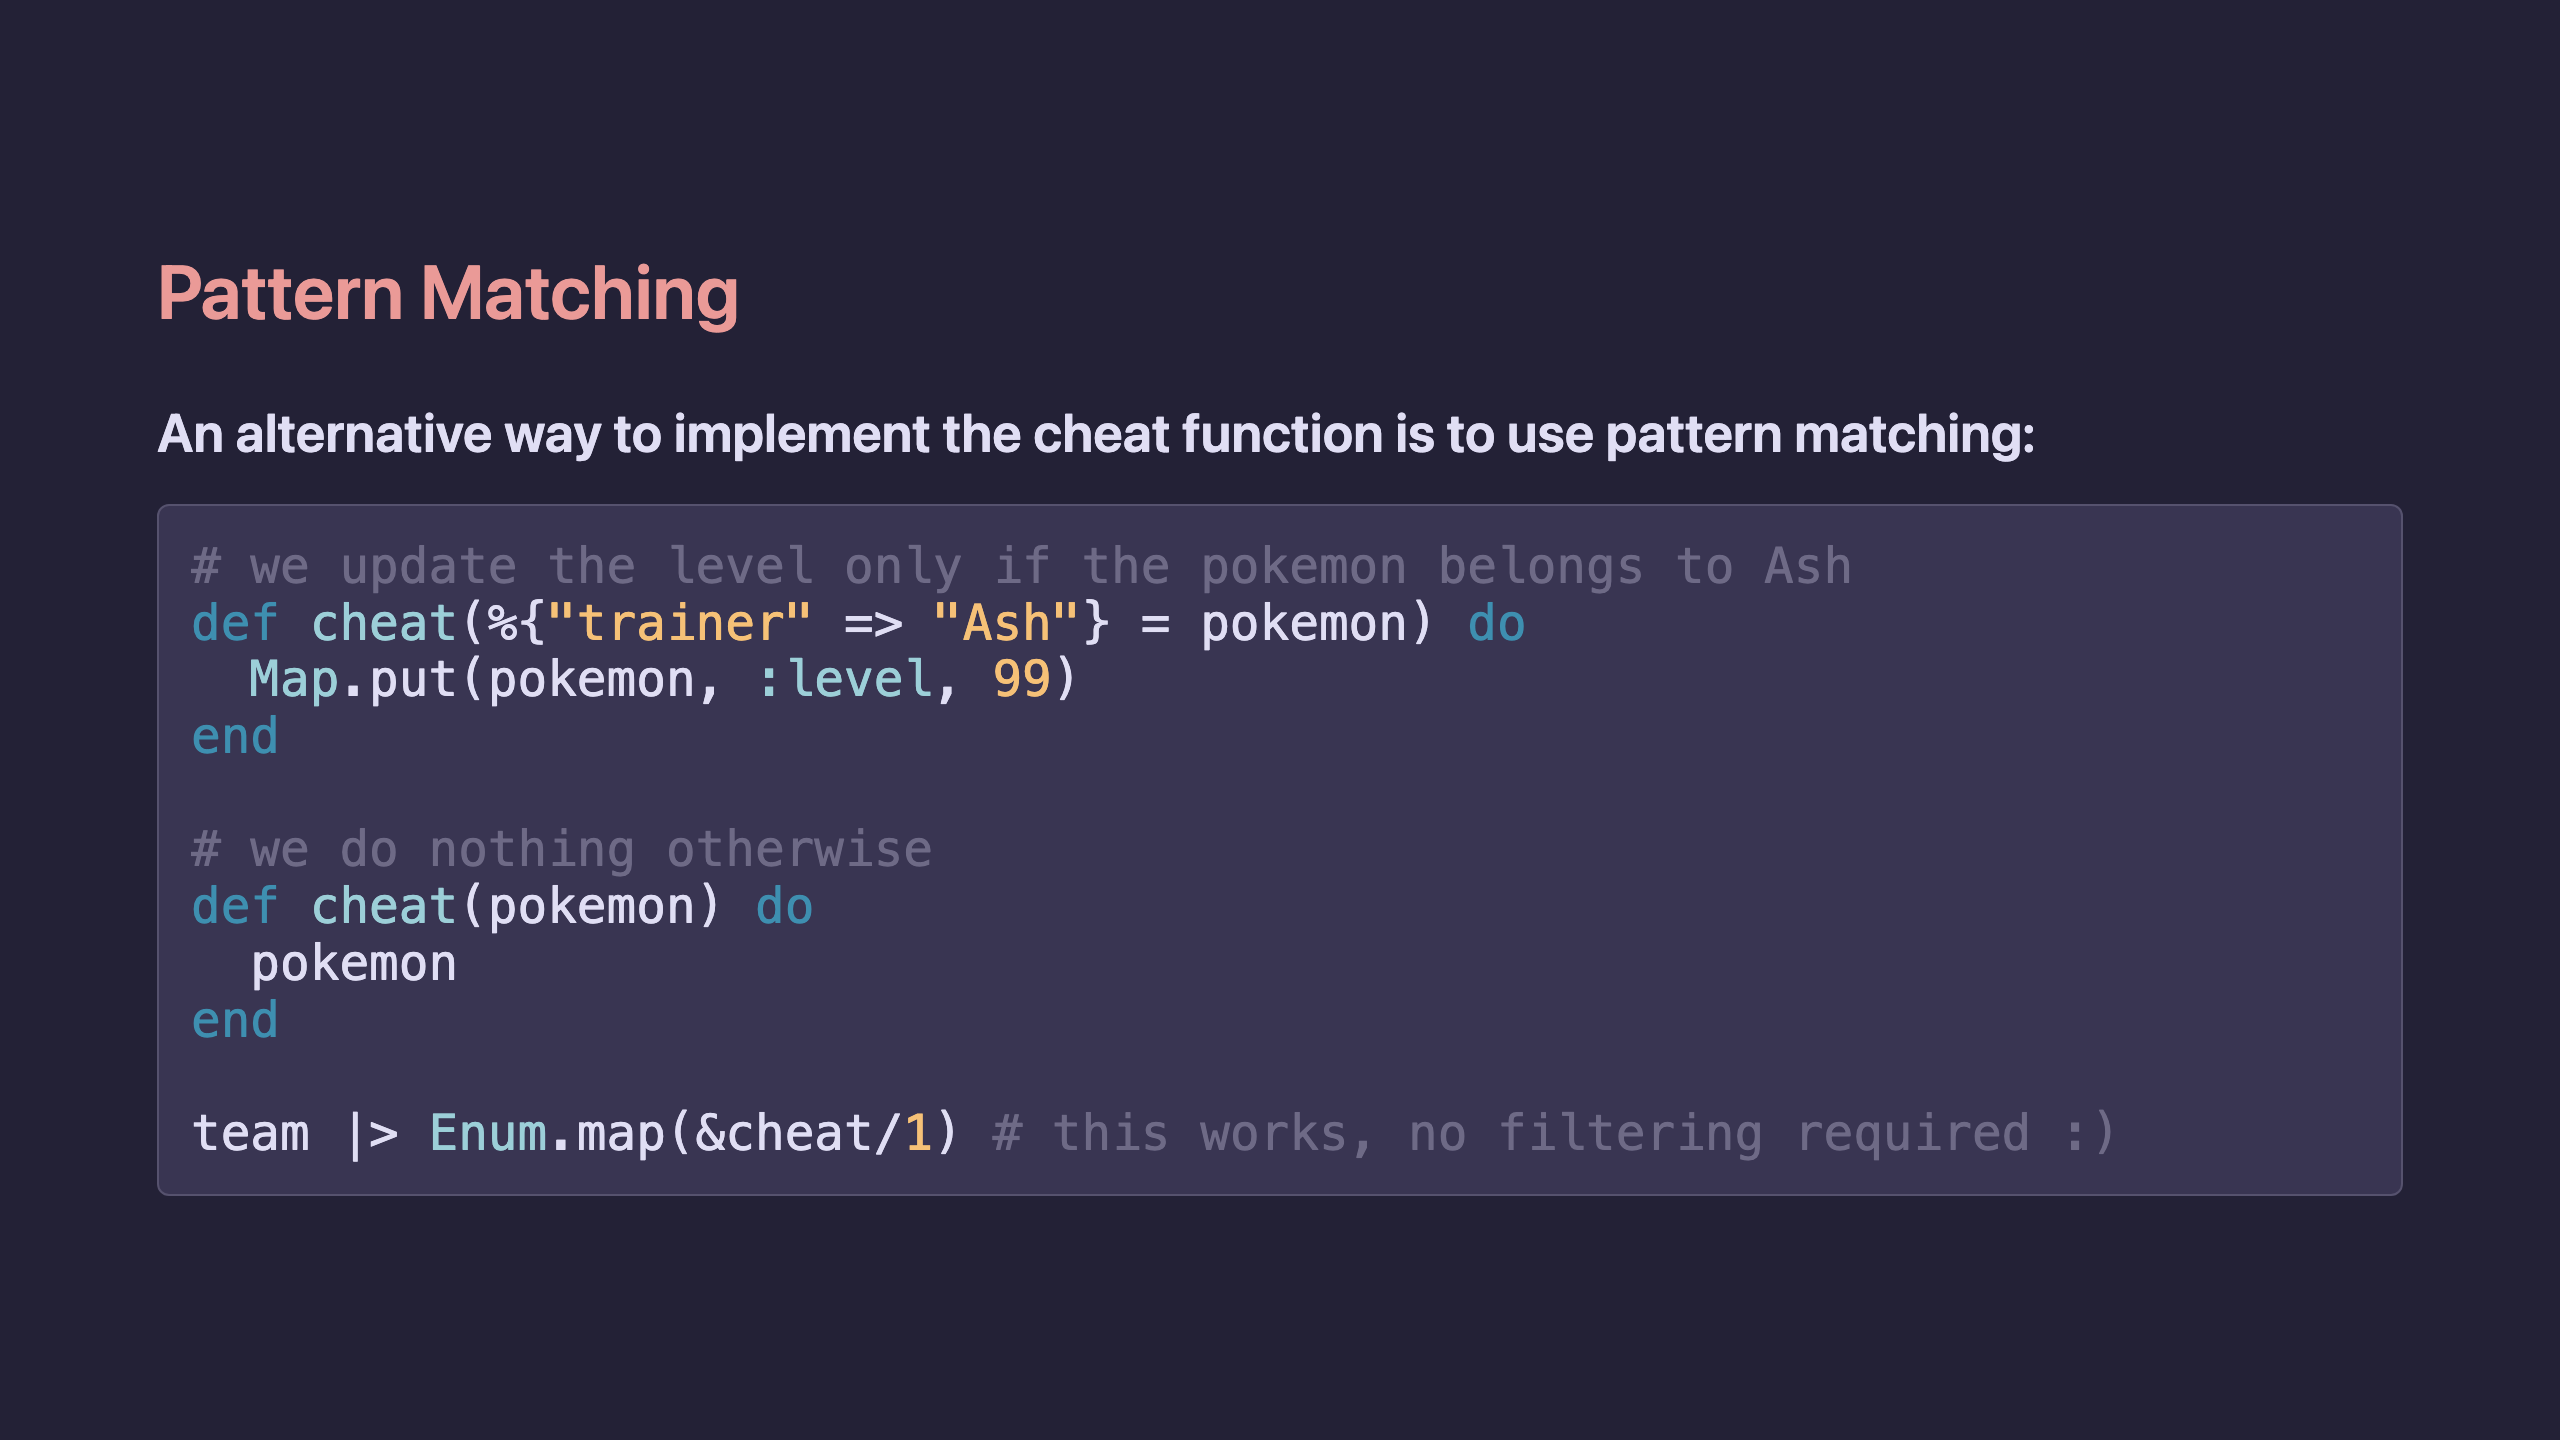 Pattern Matching
An alternative way to implement the cheat function is to use pattern matching:
# we update the level only if the pokemon belongs to Ash
def cheat(%{"trainer" => "Ash"} = pokemon) do
  Map.put(pokemon, :level, 99)
end
# we do nothing otherwise
def cheat(pokemon) do
  pokemon
end
team |> Enum.map(&cheat/1) # this works, no filtering required :)